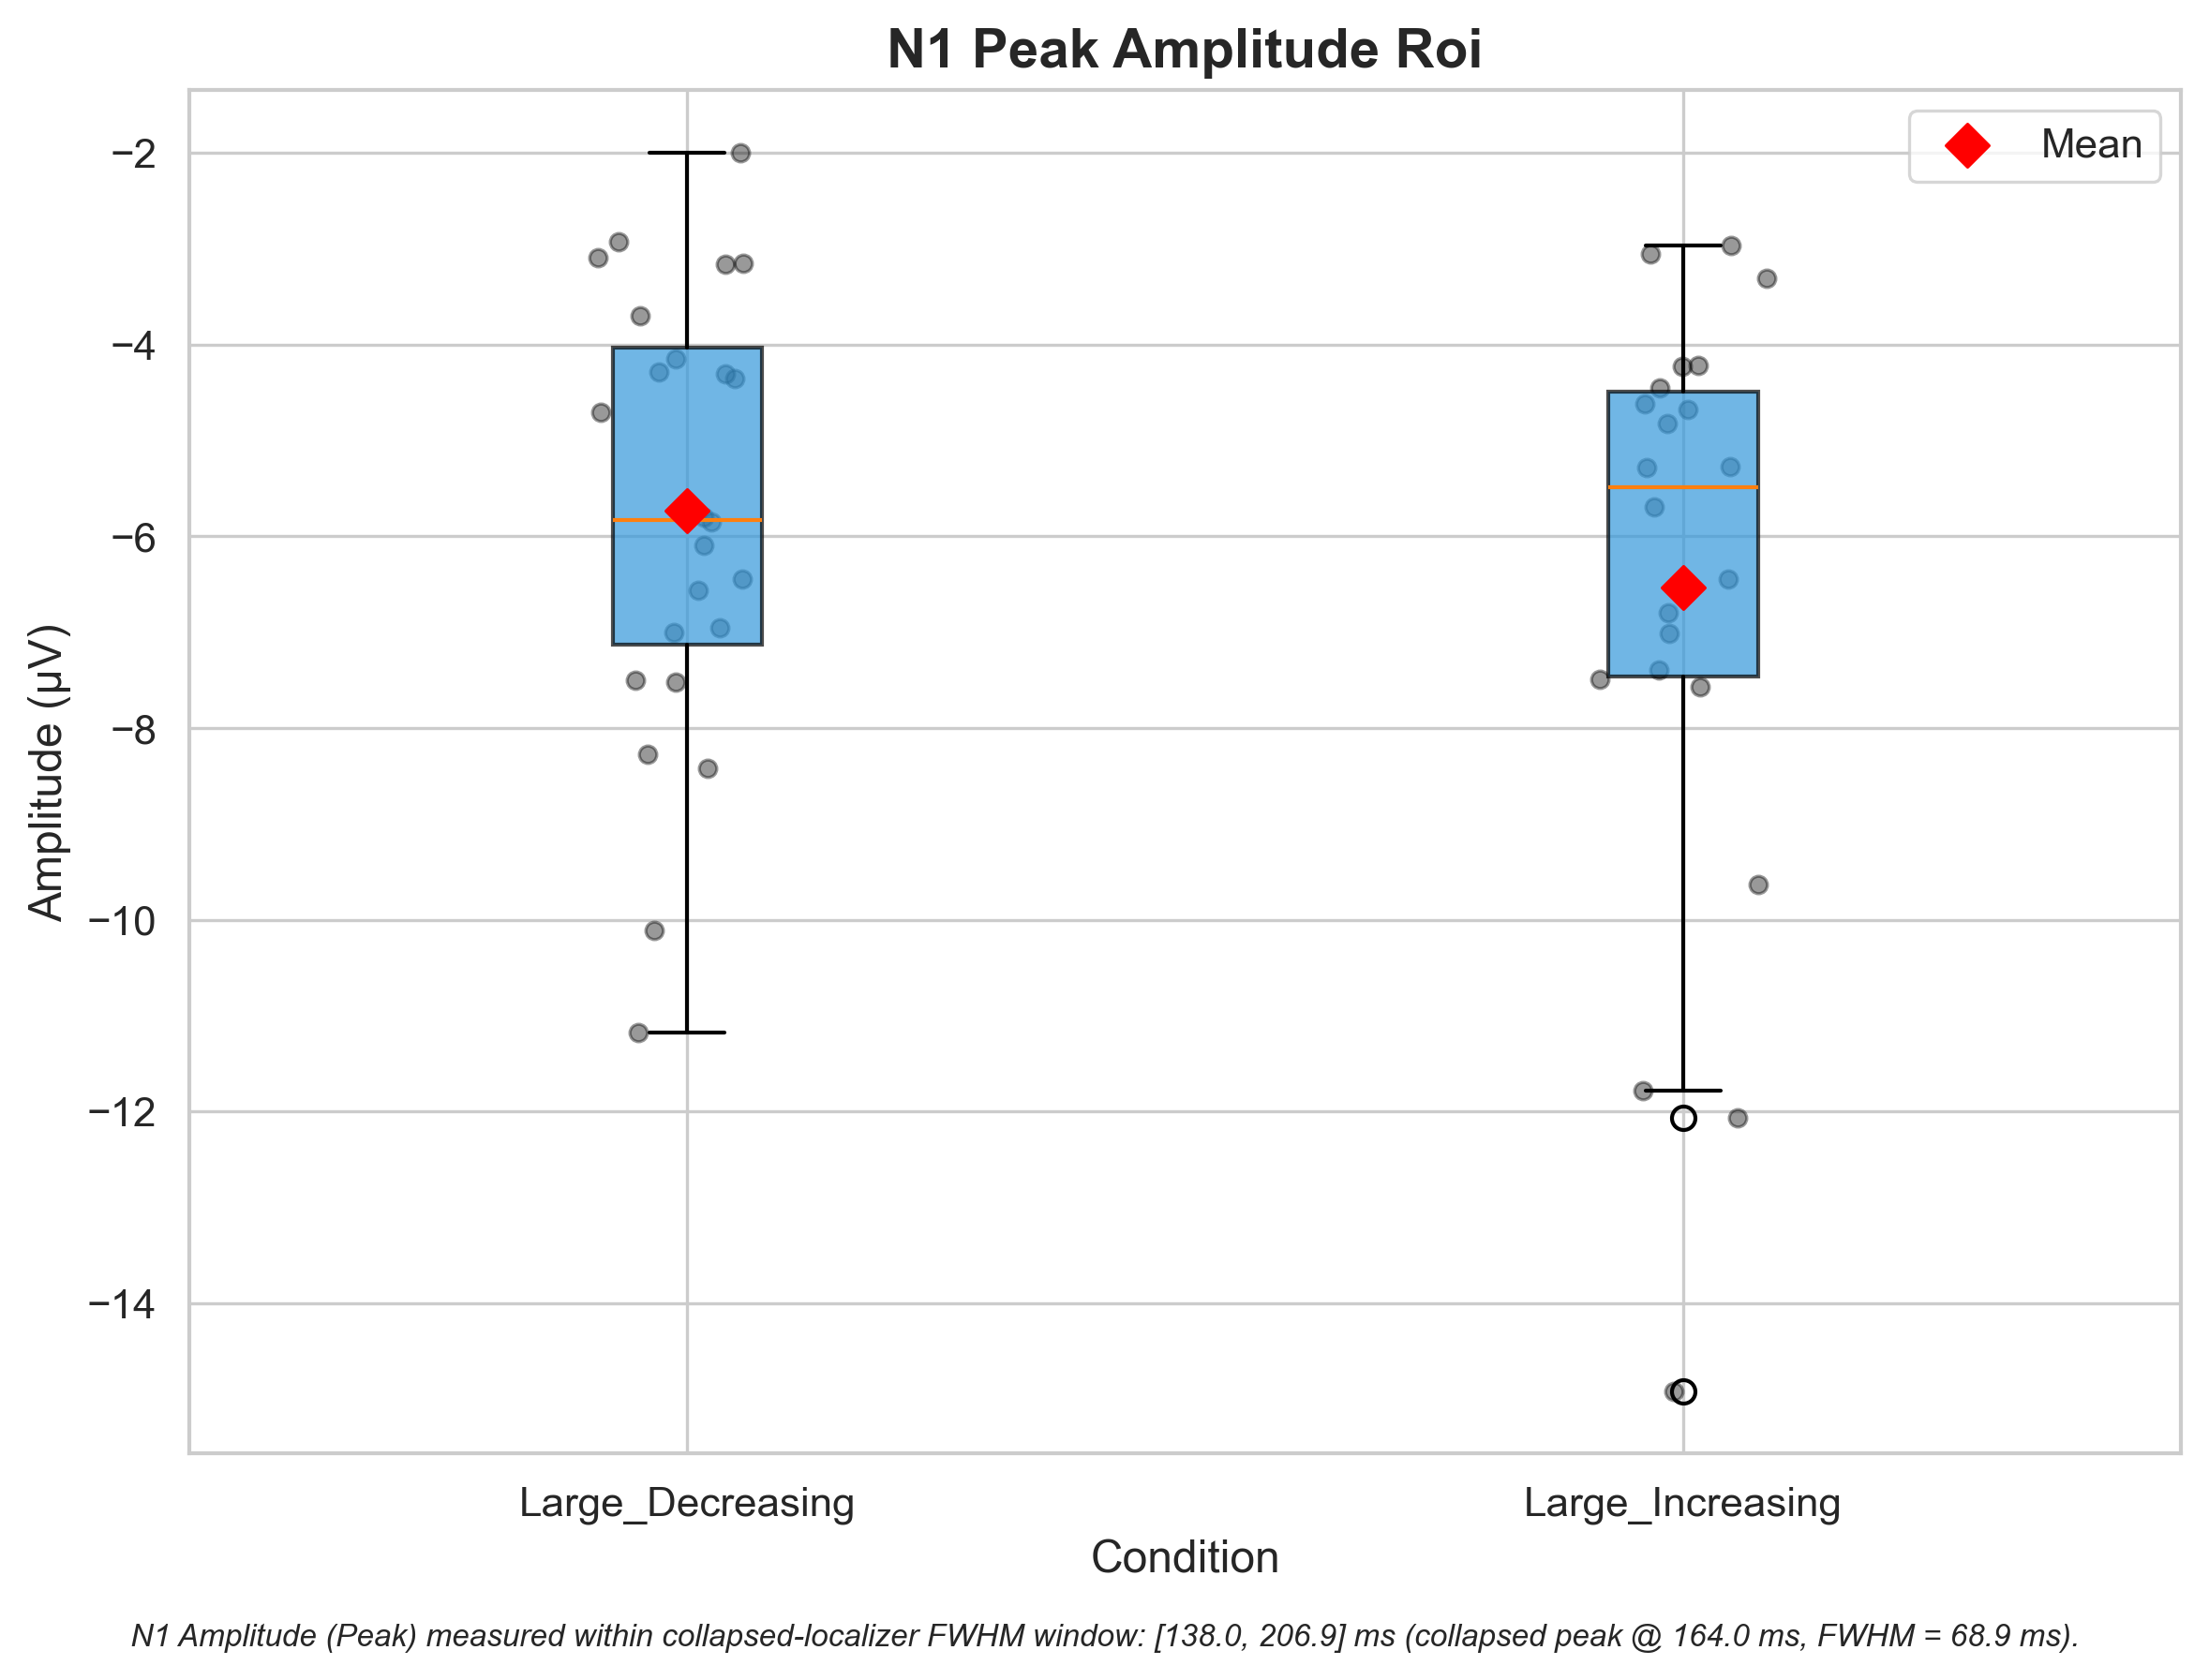 N1 Peak Amplitude Roi
Mean
−2
−4
−6
−8
−10
−12
−14
Amplitude (μV)
Large_Decreasing
Large_Increasing
Condition
N1 Amplitude (Peak) measured within collapsed-localizer FWHM window: [138.0, 206.9] ms (collapsed peak @ 164.0 ms, FWHM = 68.9 ms).